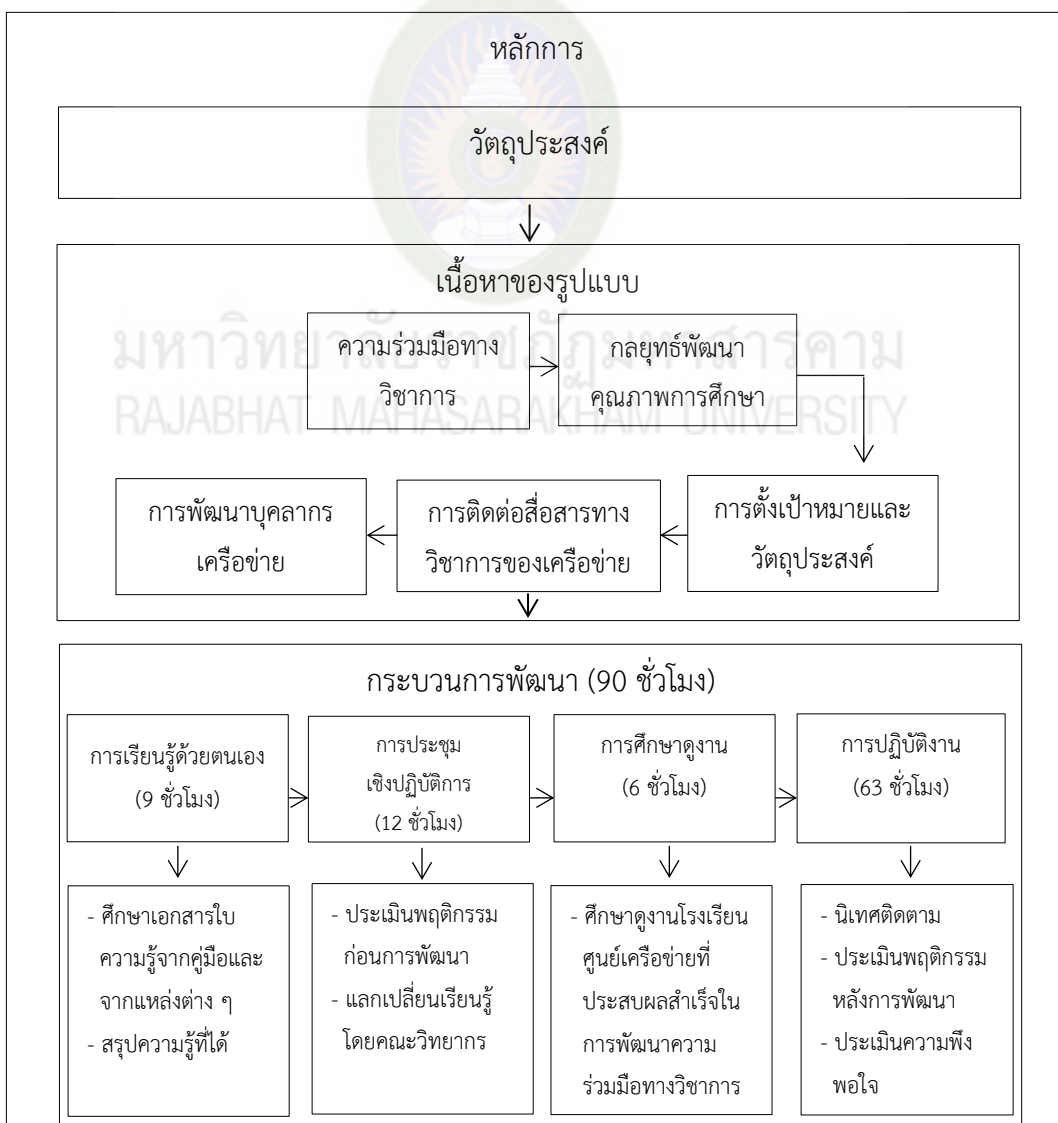 หลักการ
วัตถุประสงค์
เนื้อหาของรูปแบบ
ความร่วมมือทาง
วิชาการ
กลยุทธ์พัฒนา
คุณภาพการศึกษา
มหาวิทยาลัยราชภัฏมหาสารคาม
RAJABHAT MAHASARAKHAM UNIVERSITY
การตั้งเป้าหมายและ
วัตถุประสงค์
การติดต่อสื่อสารทาง
วิชาการของเครือข่าย
การพัฒนาบุคลากร
เครือข่าย
กระบวนการพัฒนา (90 ชั่วโมง)
การเรียนรู้ด้วยตนเอง
(9 ชั่วโมง)
การประชุม
เชิงปฏิบัติการ
(12 ชั่วโมง)
การศึกษาดูงาน
(6 ชั่วโมง)
การปฏิบัติงาน
(63 ชั่วโมง)
- ศึกษาเอกสารใบ
ความรู้จากคู่มือและ
จากแหล่งต่าง ๆ
- สรุปความรู้ที่ได้
- ประเมินพฤติกรรม
ก่อนการพัฒนา
- แลกเปลี่ยนเรียนรู้
โดยคณะวิทยากร
- ศึกษาดูงานโรงเรียน
ศูนย์เครือข่ายที่
ประสบผลสำเร็จใน
การพัฒนาความ
ร่วมมือทางวิชาการ
- นิเทศติดตาม
- ประเมินพฤติกรรม
หลังการพัฒนา
- ประเมินความพึง
พอใจ